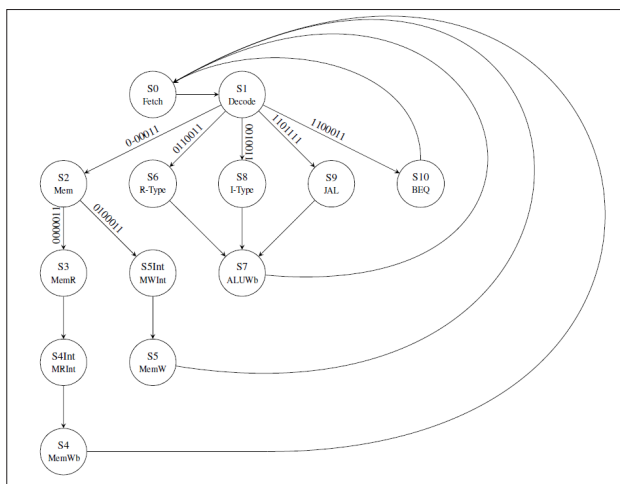 S0
Fetch
S1
Decode
0-00011
0110011
0010011
1101111
1100011
S2
Mem
S6
R-Type
S8
I-Type
S9
JAL
S10
BEQ
0000011
0100011
S3
MemR
S5Int
MWInt
S7
ALUWb
S4Int
MRInt
S5
MemW
S4
MemWb